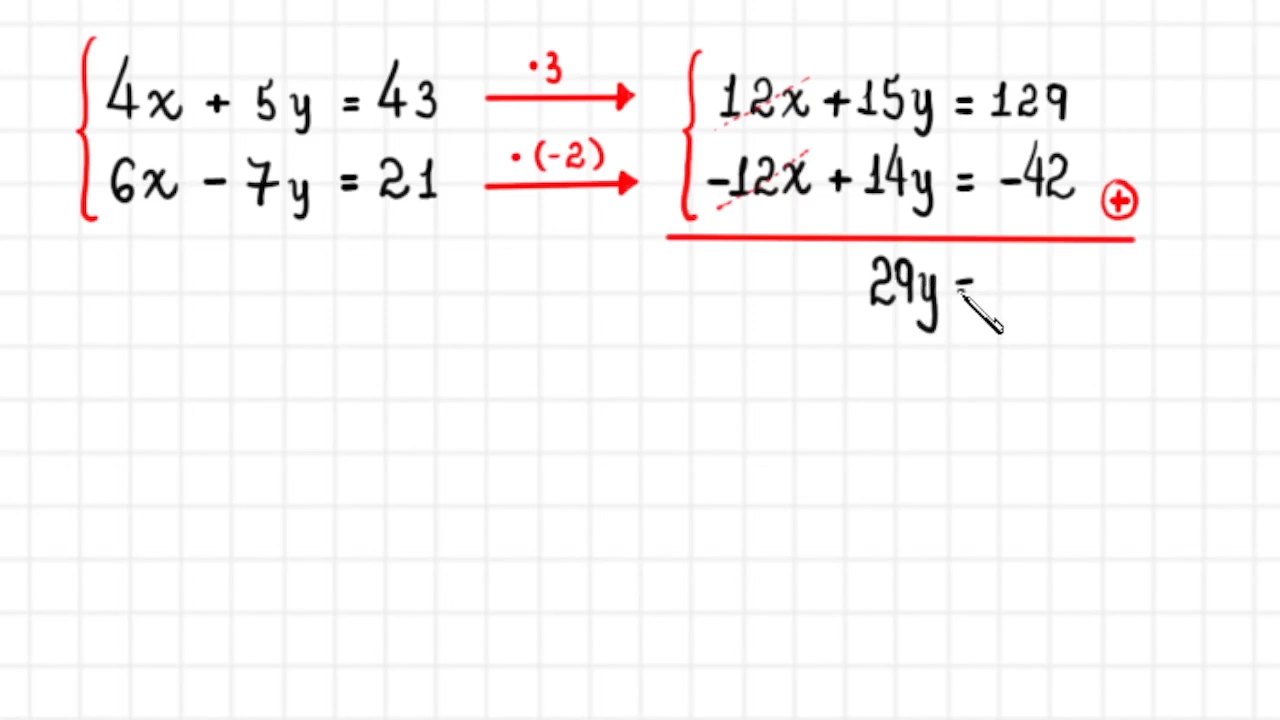 4x + 5y = 43 ·3 12x + 15y = 129
6x - 7y = 21 ·(-2) -12x + 14y = -42 +
29y =